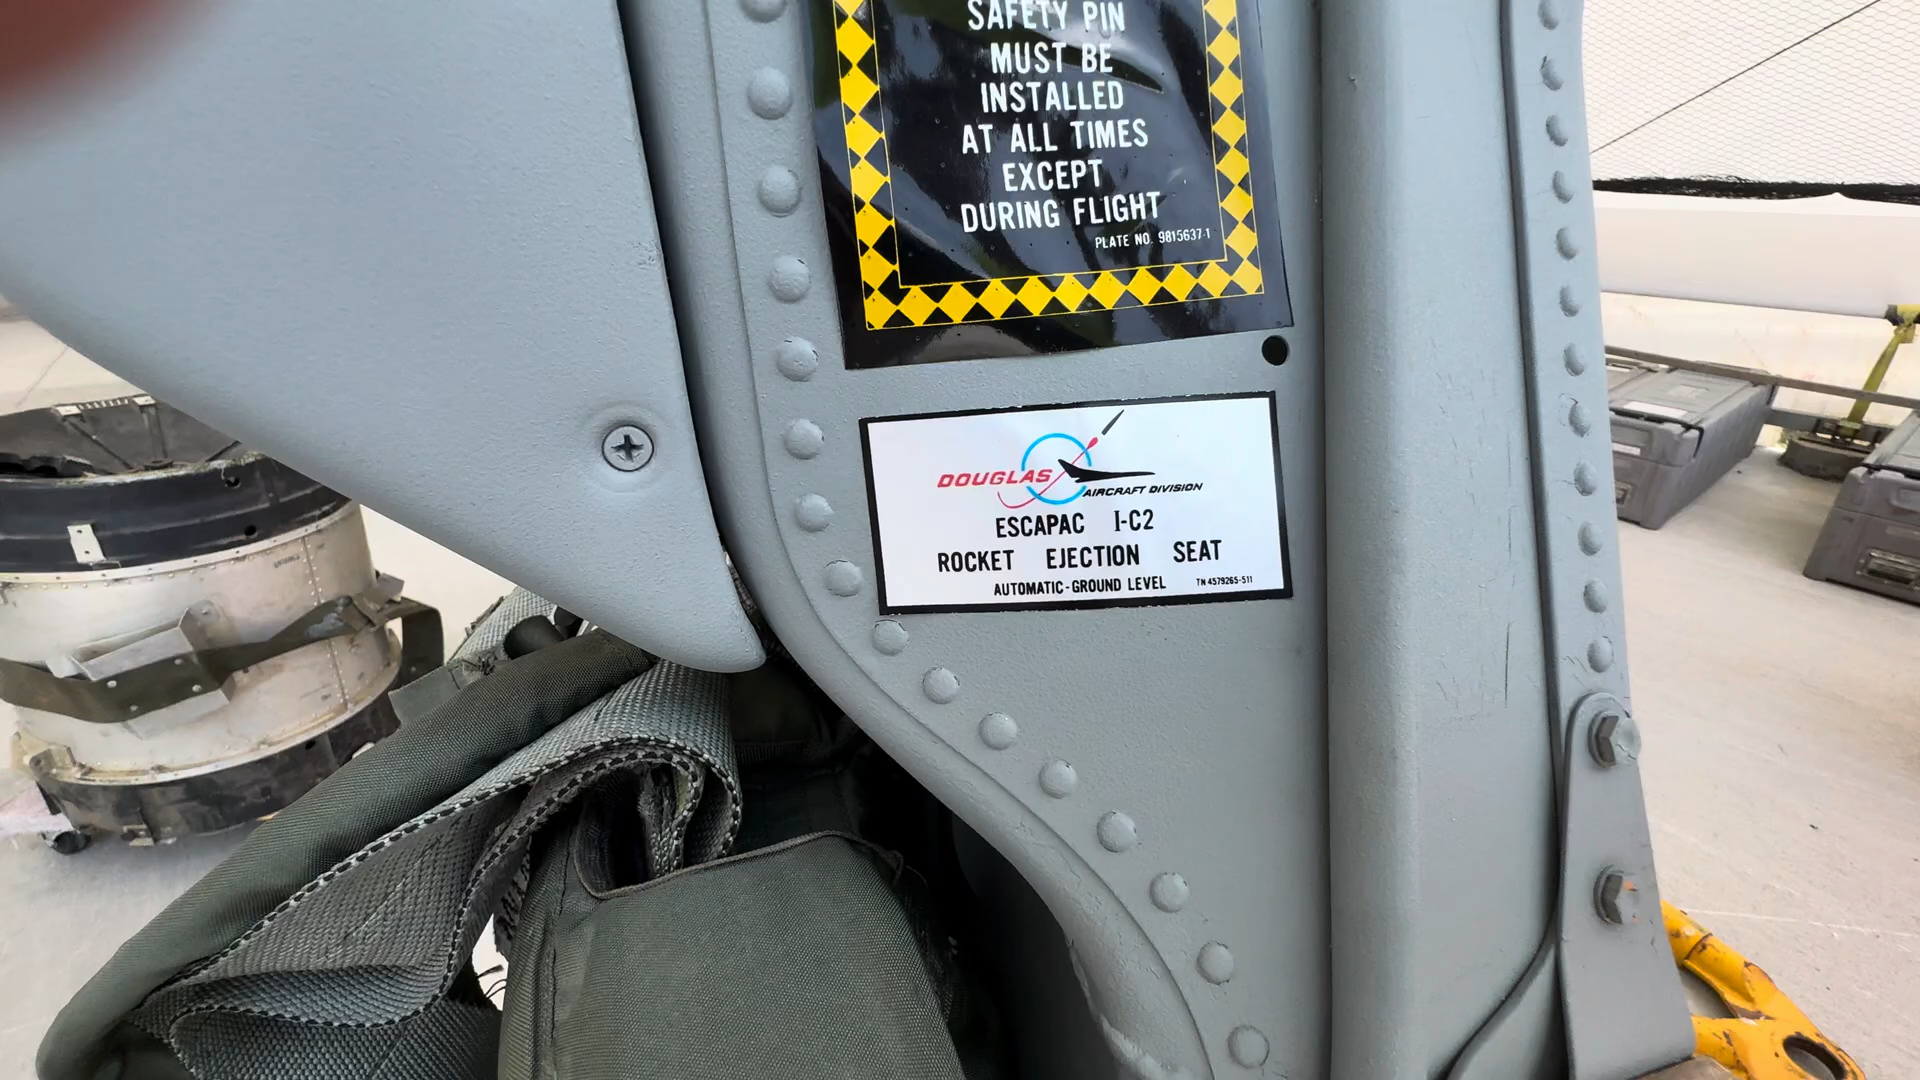 SAFETY PIN
MUST BE
INSTALLED
AT ALL TIMES
EXCEPT
DURING FLIGHT
PLATE NO. 9815637-1
DOUGLAS
AIRCRAFT DIVISION
ESCAPAC I-C2
ROCKET EJECTION SEAT
AUTOMATIC-GROUND LEVEL TN 4579265-511